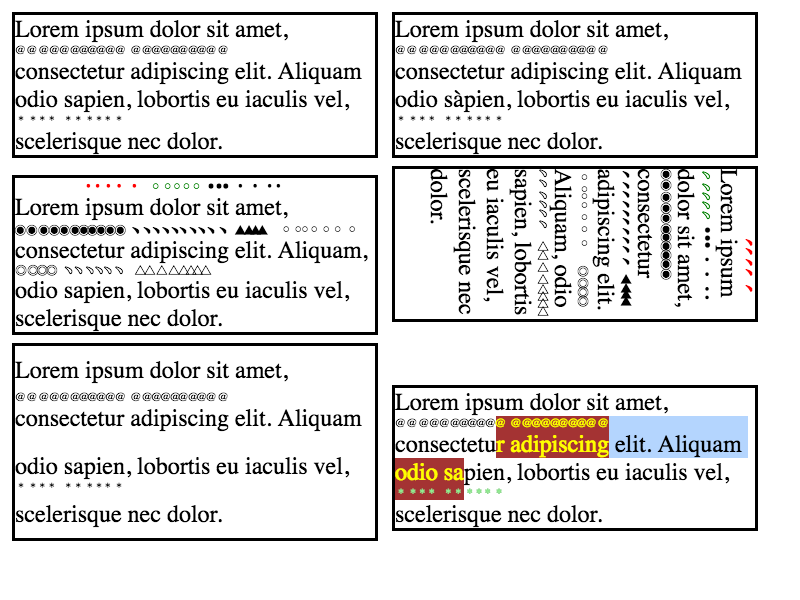 Lorem ipsum dolor sit amet,
consectetur adipiscing elit. Aliquam
odio sapien, lobortis eu iaculis vel,
scelerisque nec dolor.
Lorem ipsum dolor sit amet,
consectetur adipiscing elit. Aliquam
odio sàpien, lobortis eu iaculis vel,
scelerisque nec dolor.
Lorem ipsum dolor sit amet,
consectetur adipiscing elit. Aliquam,
odio sapien, lobortis eu iaculis vel,
scelerisque nec dolor.
Lorem ipsum
dolor sit amet,
consectetur
adipiscing elit.
Aliquam, odio
sapien, lobortis
eu iaculis vel,
scelerisque nec
dolor.
Lorem ipsum dolor sit amet,
consectetur adipiscing elit. Aliquam
odio sapien, lobortis eu iaculis vel,
scelerisque nec dolor.
Lorem ipsum dolor sit amet,
consectetur adipiscing elit. Aliquam
odio sapien, lobortis eu iaculis vel,
scelerisque nec dolor.